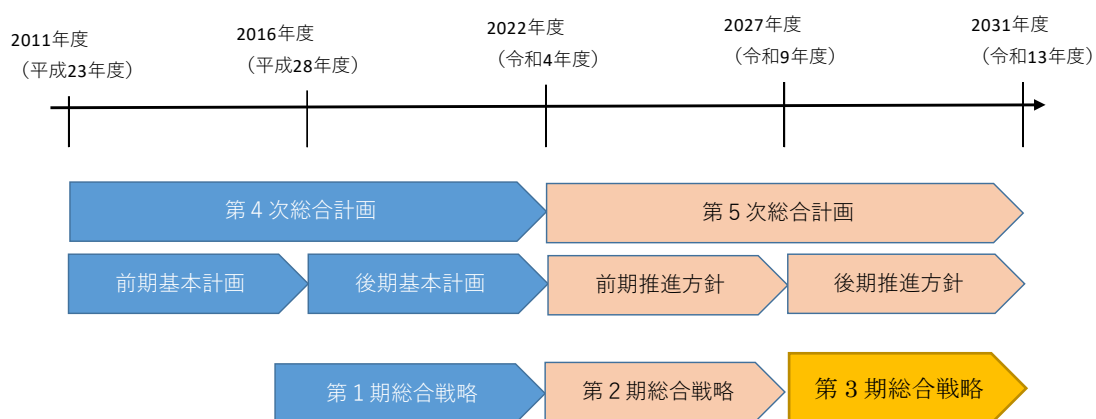 2011年度
（平成23年度）
2016年度
（平成28年度）
2022年度
（令和4年度）
2027年度
（令和9年度）
2031年度
（令和13年度）
第４次総合計画
第５次総合計画
前期基本計画
後期基本計画
前期推進方針
後期推進方針
第１期総合戦略
第２期総合戦略
第３期総合戦略